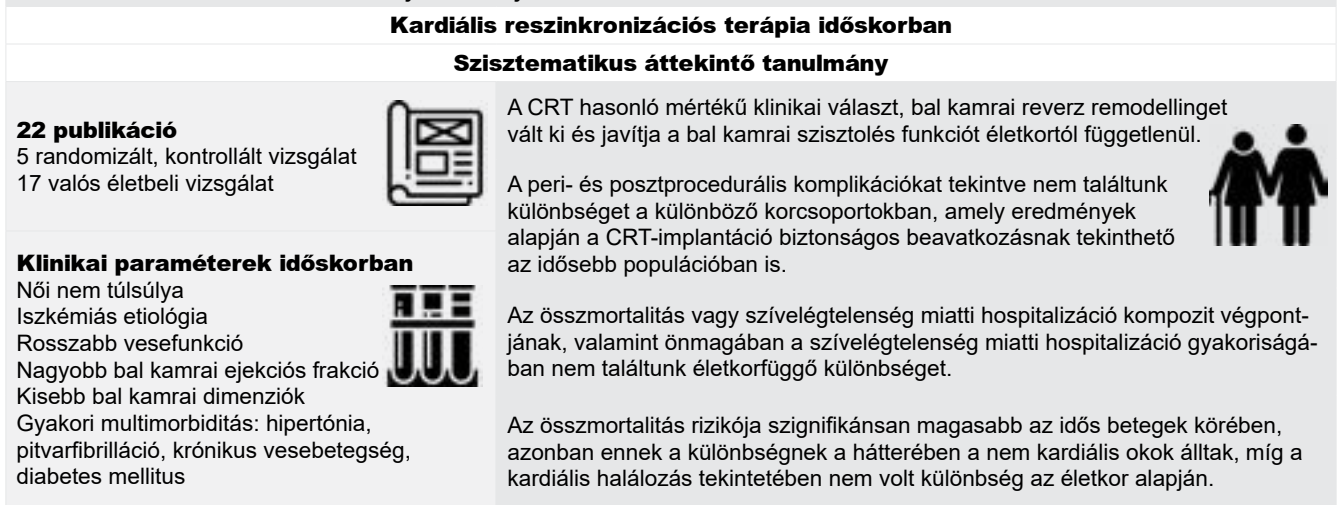 Kardiális reszinkronizációs terápia időskorban
Szisztematikus áttekintő tanulmány
22 publikáció
5 randomizált, kontrollált vizsgálat
17 valós életbeli vizsgálat
Klinikai paraméterek időskorban
Női nem túlsúlya
Iszkémiás etiológia
Rosszabb vesefunkció
Nagyobb bal kamrai ejekciós frakció
Kisebb bal kamrai dimenziók
Gyakori multimorbiditás: hipertónia,
pitvarfibrilláció, krónikus vesebetegség,
diabetes mellitus
A CRT hasonló mértékű klinikai választ, bal kamrai reverz remodellinget
vált ki és javítja a bal kamrai szisztolés funkciót életkortól függetlenül.
A peri- és posztprocedurális komplikációkat tekintve nem találtunk
különbséget a különböző korcsoportokban, amely eredmények
alapján a CRT-implantáció biztonságos beavatkozásnak tekinthető
az idősebb populációban is.
Az összmortalitás vagy szívelégtelenség miatti hospitalizáció kompozit végpont-
jának, valamint önmagában a szívelégtelenség miatti hospitalizáció gyakoriságá-
ban nem találtunk életkorfüggő különbséget.
Az összmortalitás rizikója szignifikánsan magasabb az idős betegek körében,
azonban ennek a különbségnek a hátterében a nem kardiális okok álltak, míg a
kardiális halálozás tekintetében nem volt különbség az életkor alapján.